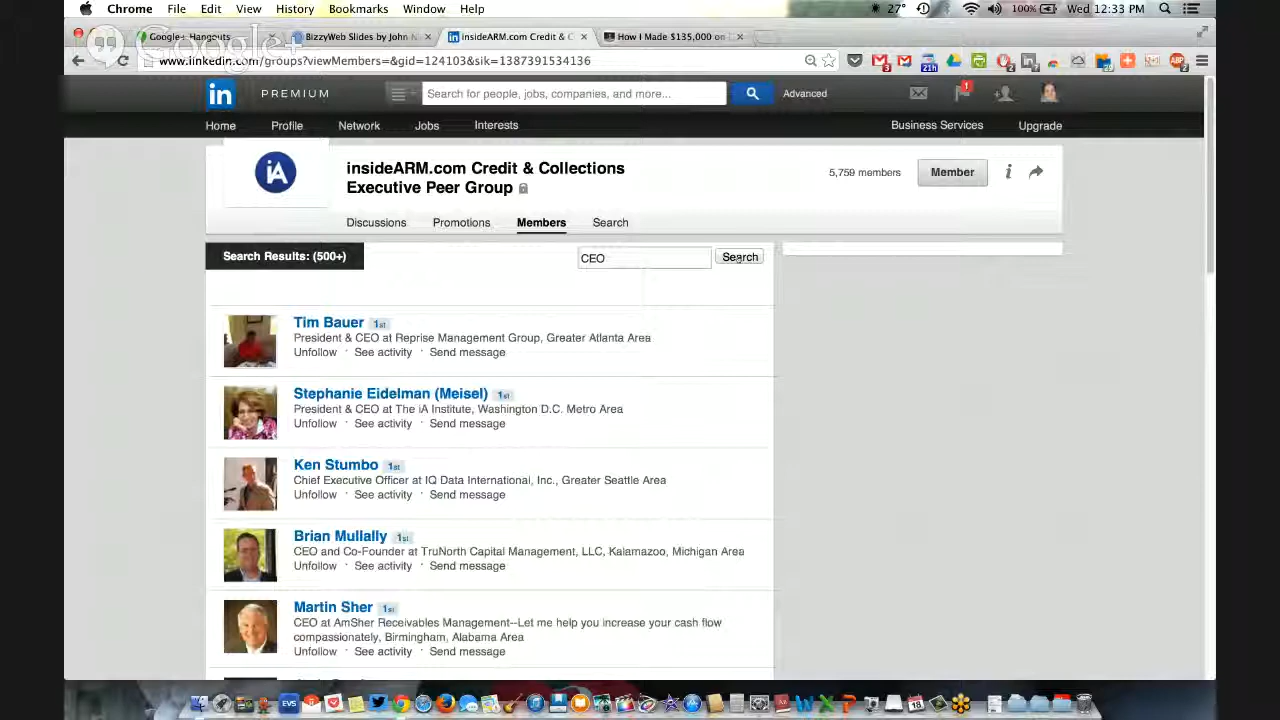 Chrome File Edit View History Bookmarks Window Help 27° 100% Wed 12:33 PM
Google+
Google+ Hangouts × BizzyWeb Slides by John N × insideARM.com Credit & C × How I Made $135,000 on ×
www.linkedin.com/groups?viewMembers=&gid=124103&sik=1387391534136
in PREMIUM Search for people, jobs, companies, and more... Advanced 1
Home Profile Network Jobs Interests Business Services Upgrade
iA
insideARM.com Credit & Collections
Executive Peer Group
5,759 members Member i
Discussions Promotions Members Search
Search Results: (500+) CEO Search
Tim Bauer 1st
President & CEO at Reprise Management Group, Greater Atlanta Area
Unfollow · See activity · Send message
Stephanie Eidelman (Meisel) 1st
President & CEO at The iA Institute, Washington D.C. Metro Area
Unfollow · See activity · Send message
Ken Stumbo 1st
Chief Executive Officer at IQ Data International, Inc., Greater Seattle Area
Unfollow · See activity · Send message
Brian Mullally 1st
CEO and Co-Founder at TruNorth Capital Management, LLC, Kalamazoo, Michigan Area
Unfollow · See activity · Send message
Martin Sher 1st
CEO at AmSher Receivables Management--Let me help you increase your cash flow
compassionately, Birmingham, Alabama Area
Unfollow · See activity · Send message